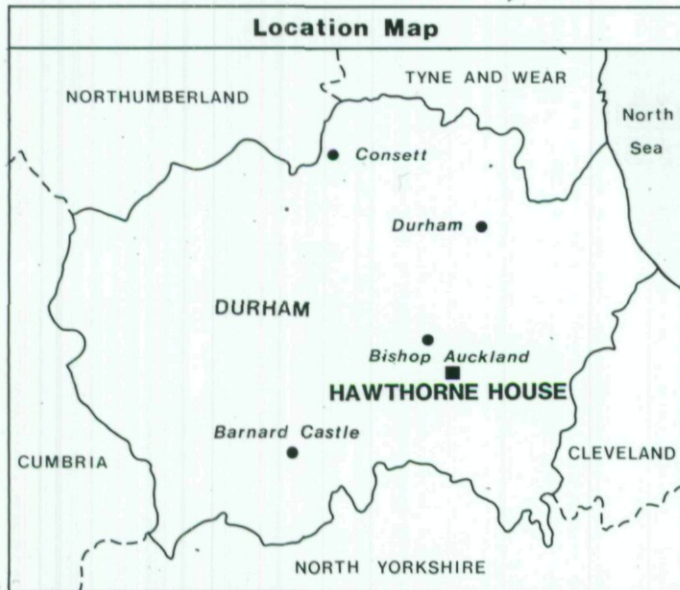 Location Map
TYNE AND WEAR
NORTHUMBERLAND
North
Sea
Consett
Durham
DURHAM
Bishop Auckland
HAWTHORNE HOUSE
Barnard Castle
CUMBRIA
CLEVELAND
NORTH YORKSHIRE